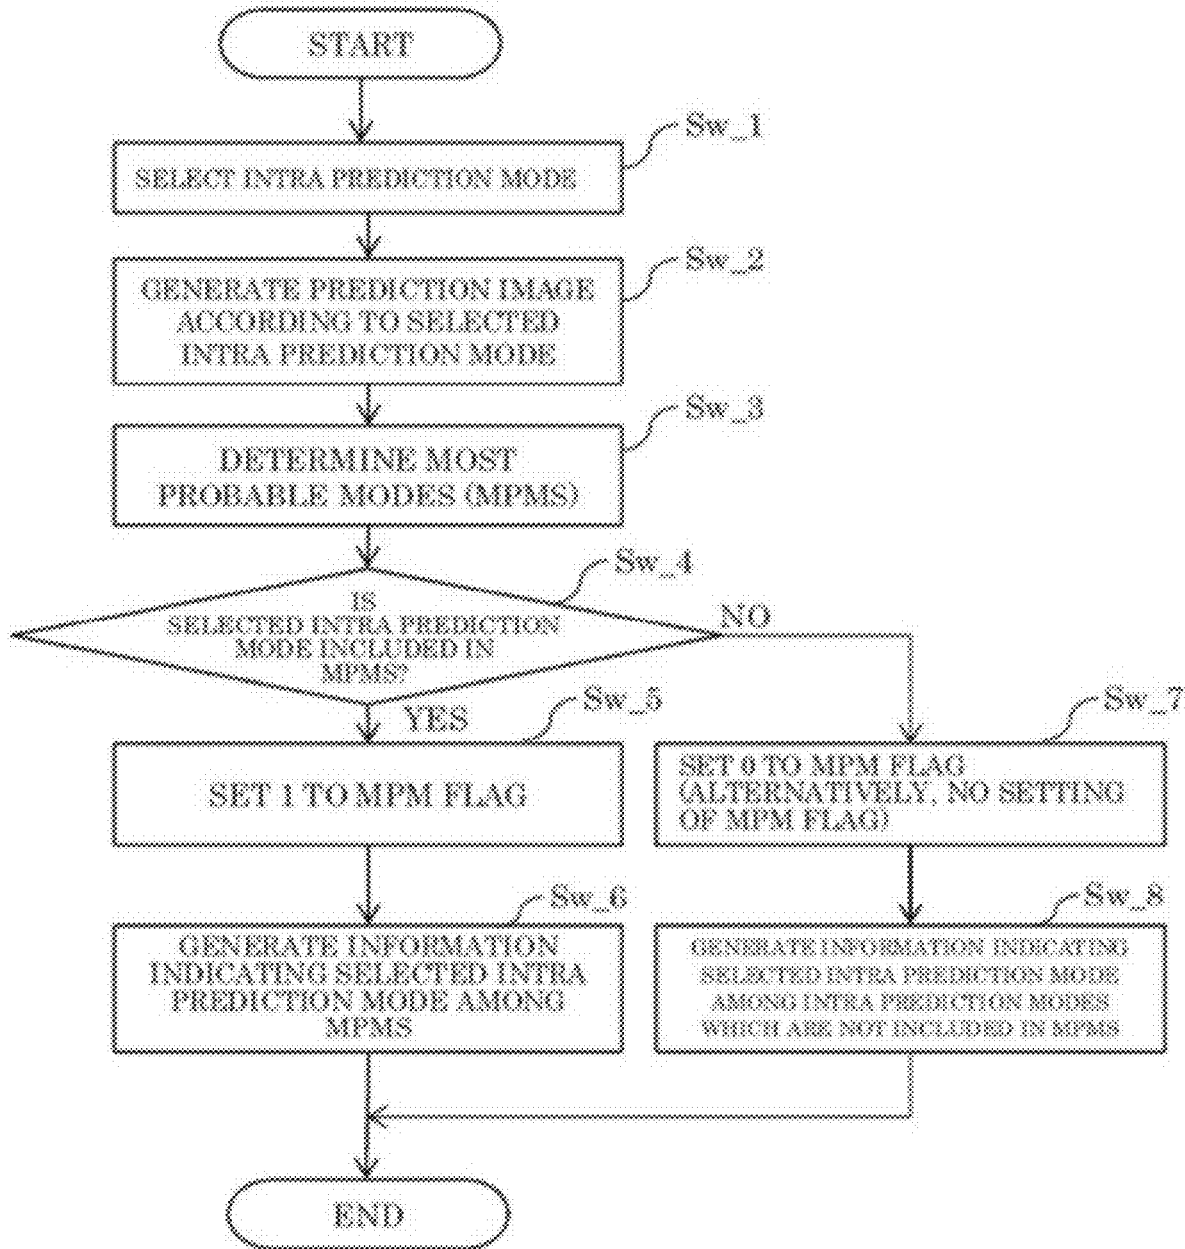 START
Sw_1
SELECT INTRA PREDICTION MODE
Sw_2
GENERATE PREDICTION IMAGE
ACCORDING TO SELECTED
INTRA PREDICTION MODE
Sw_3
DETERMINE MOST
PROBABLE MODES (MPMS)
Sw_4
IS
SELECTED INTRA PREDICTION
MODE INCLUDED IN
MPMS?
NO
YES
Sw_5
SET 1 TO MPM FLAG
Sw_7
SET 0 TO MPM FLAG
(ALTERNATIVELY, NO SETTING
OF MPM FLAG)
Sw_6
GENERATE INFORMATION
INDICATING SELECTED INTRA
PREDICTION MODE AMONG
MPMS
Sw_8
GENERATE INFORMATION INDICATING
SELECTED INTRA PREDICTION MODE
AMONG INTRA PREDICTION MODES
WHICH ARE NOT INCLUDED IN MPMS
END